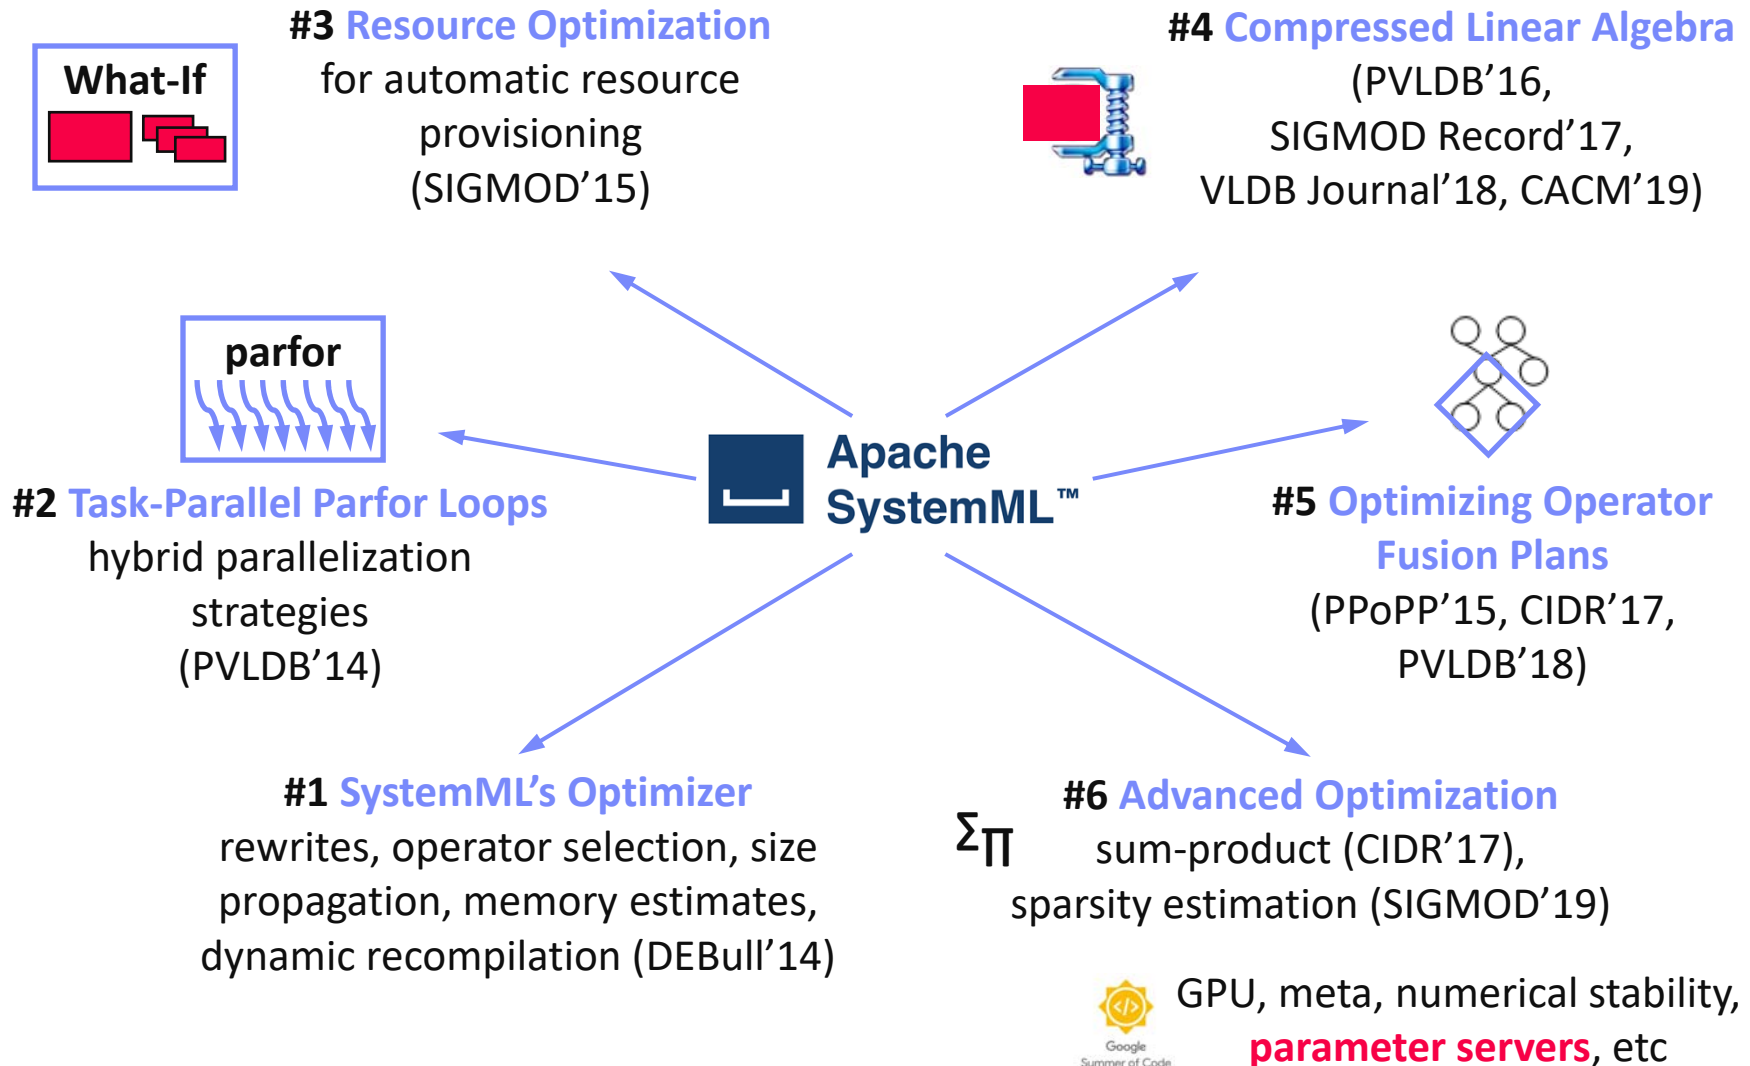 #3 Resource Optimization
for automatic resource
provisioning
(SIGMOD’15)
What-If
#4 Compressed Linear Algebra
(PVLDB’16,
SIGMOD Record’17,
VLDB Journal’18, CACM’19)
parfor
#2 Task-Parallel Parfor Loops
hybrid parallelization
strategies
(PVLDB’14)
Apache
SystemML™
#5 Optimizing Operator
Fusion Plans
(PPoPP’15, CIDR’17,
PVLDB’18)
#1 SystemML’s Optimizer
rewrites, operator selection, size
propagation, memory estimates,
dynamic recompilation (DEBull’14)
#6 Advanced Optimization
Σ∏
sum-product (CIDR’17),
sparsity estimation (SIGMOD’19)
GPU, meta, numerical stability,
parameter servers, etc
</> 
Google
Summer of Code